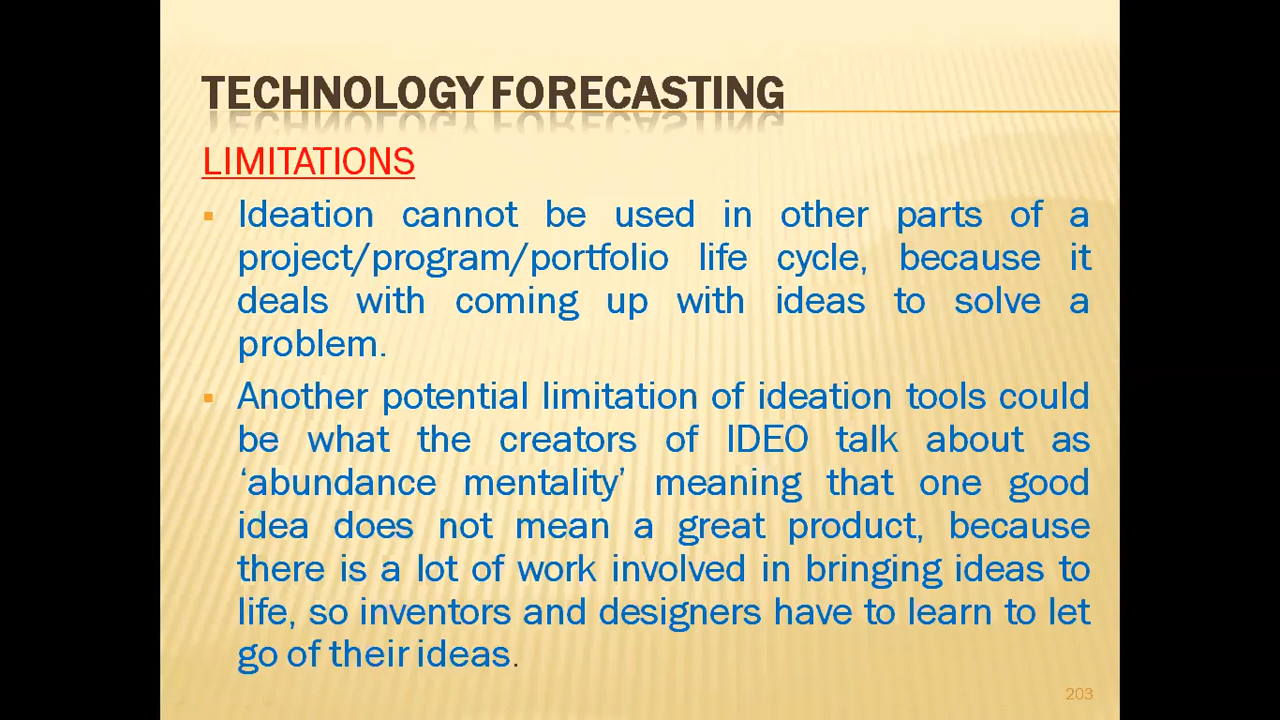 TECHNOLOGY FORECASTING
LIMITATIONS
▪ Ideation cannot be used in other parts of a
project/program/portfolio life cycle, because it
deals with coming up with ideas to solve a
problem.
▪ Another potential limitation of ideation tools could
be what the creators of IDEO talk about as
‘abundance mentality’ meaning that one good
idea does not mean a great product, because
there is a lot of work involved in bringing ideas to
life, so inventors and designers have to learn to let
go of their ideas.
203